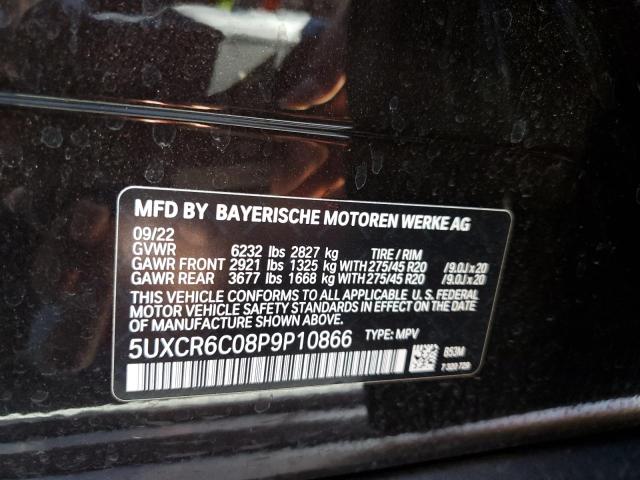 MFD BY BAYERISCHE MOTOREN WERKE AG
09/22
GVWR 6232 lbs 2827 kg TIRE / RIM
GAWR FRONT 2921 lbs 1325 kg WITH 275/45 R20 /9.0J x 20
GAWR REAR 3677 lbs 1668 kg WITH 275/45 R20 /9.0J x 20
THIS VEHICLE CONFORMS TO ALL APPLICABLE U.S. FEDERAL
MOTOR VEHICLE SAFETY STANDARDS IN EFFECT ON THE DATE
OF MANUFACTURE SHOWN ABOVE.
5UXCR6C08P9P10866 TYPE: MPV